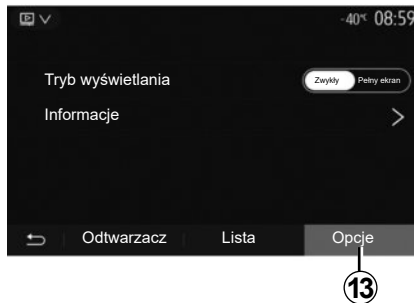 -40°C 08:59
Tryb wyświetlania Zwykły Pełny ekran
Informacje
Odtwarzacz Lista Opcje
13